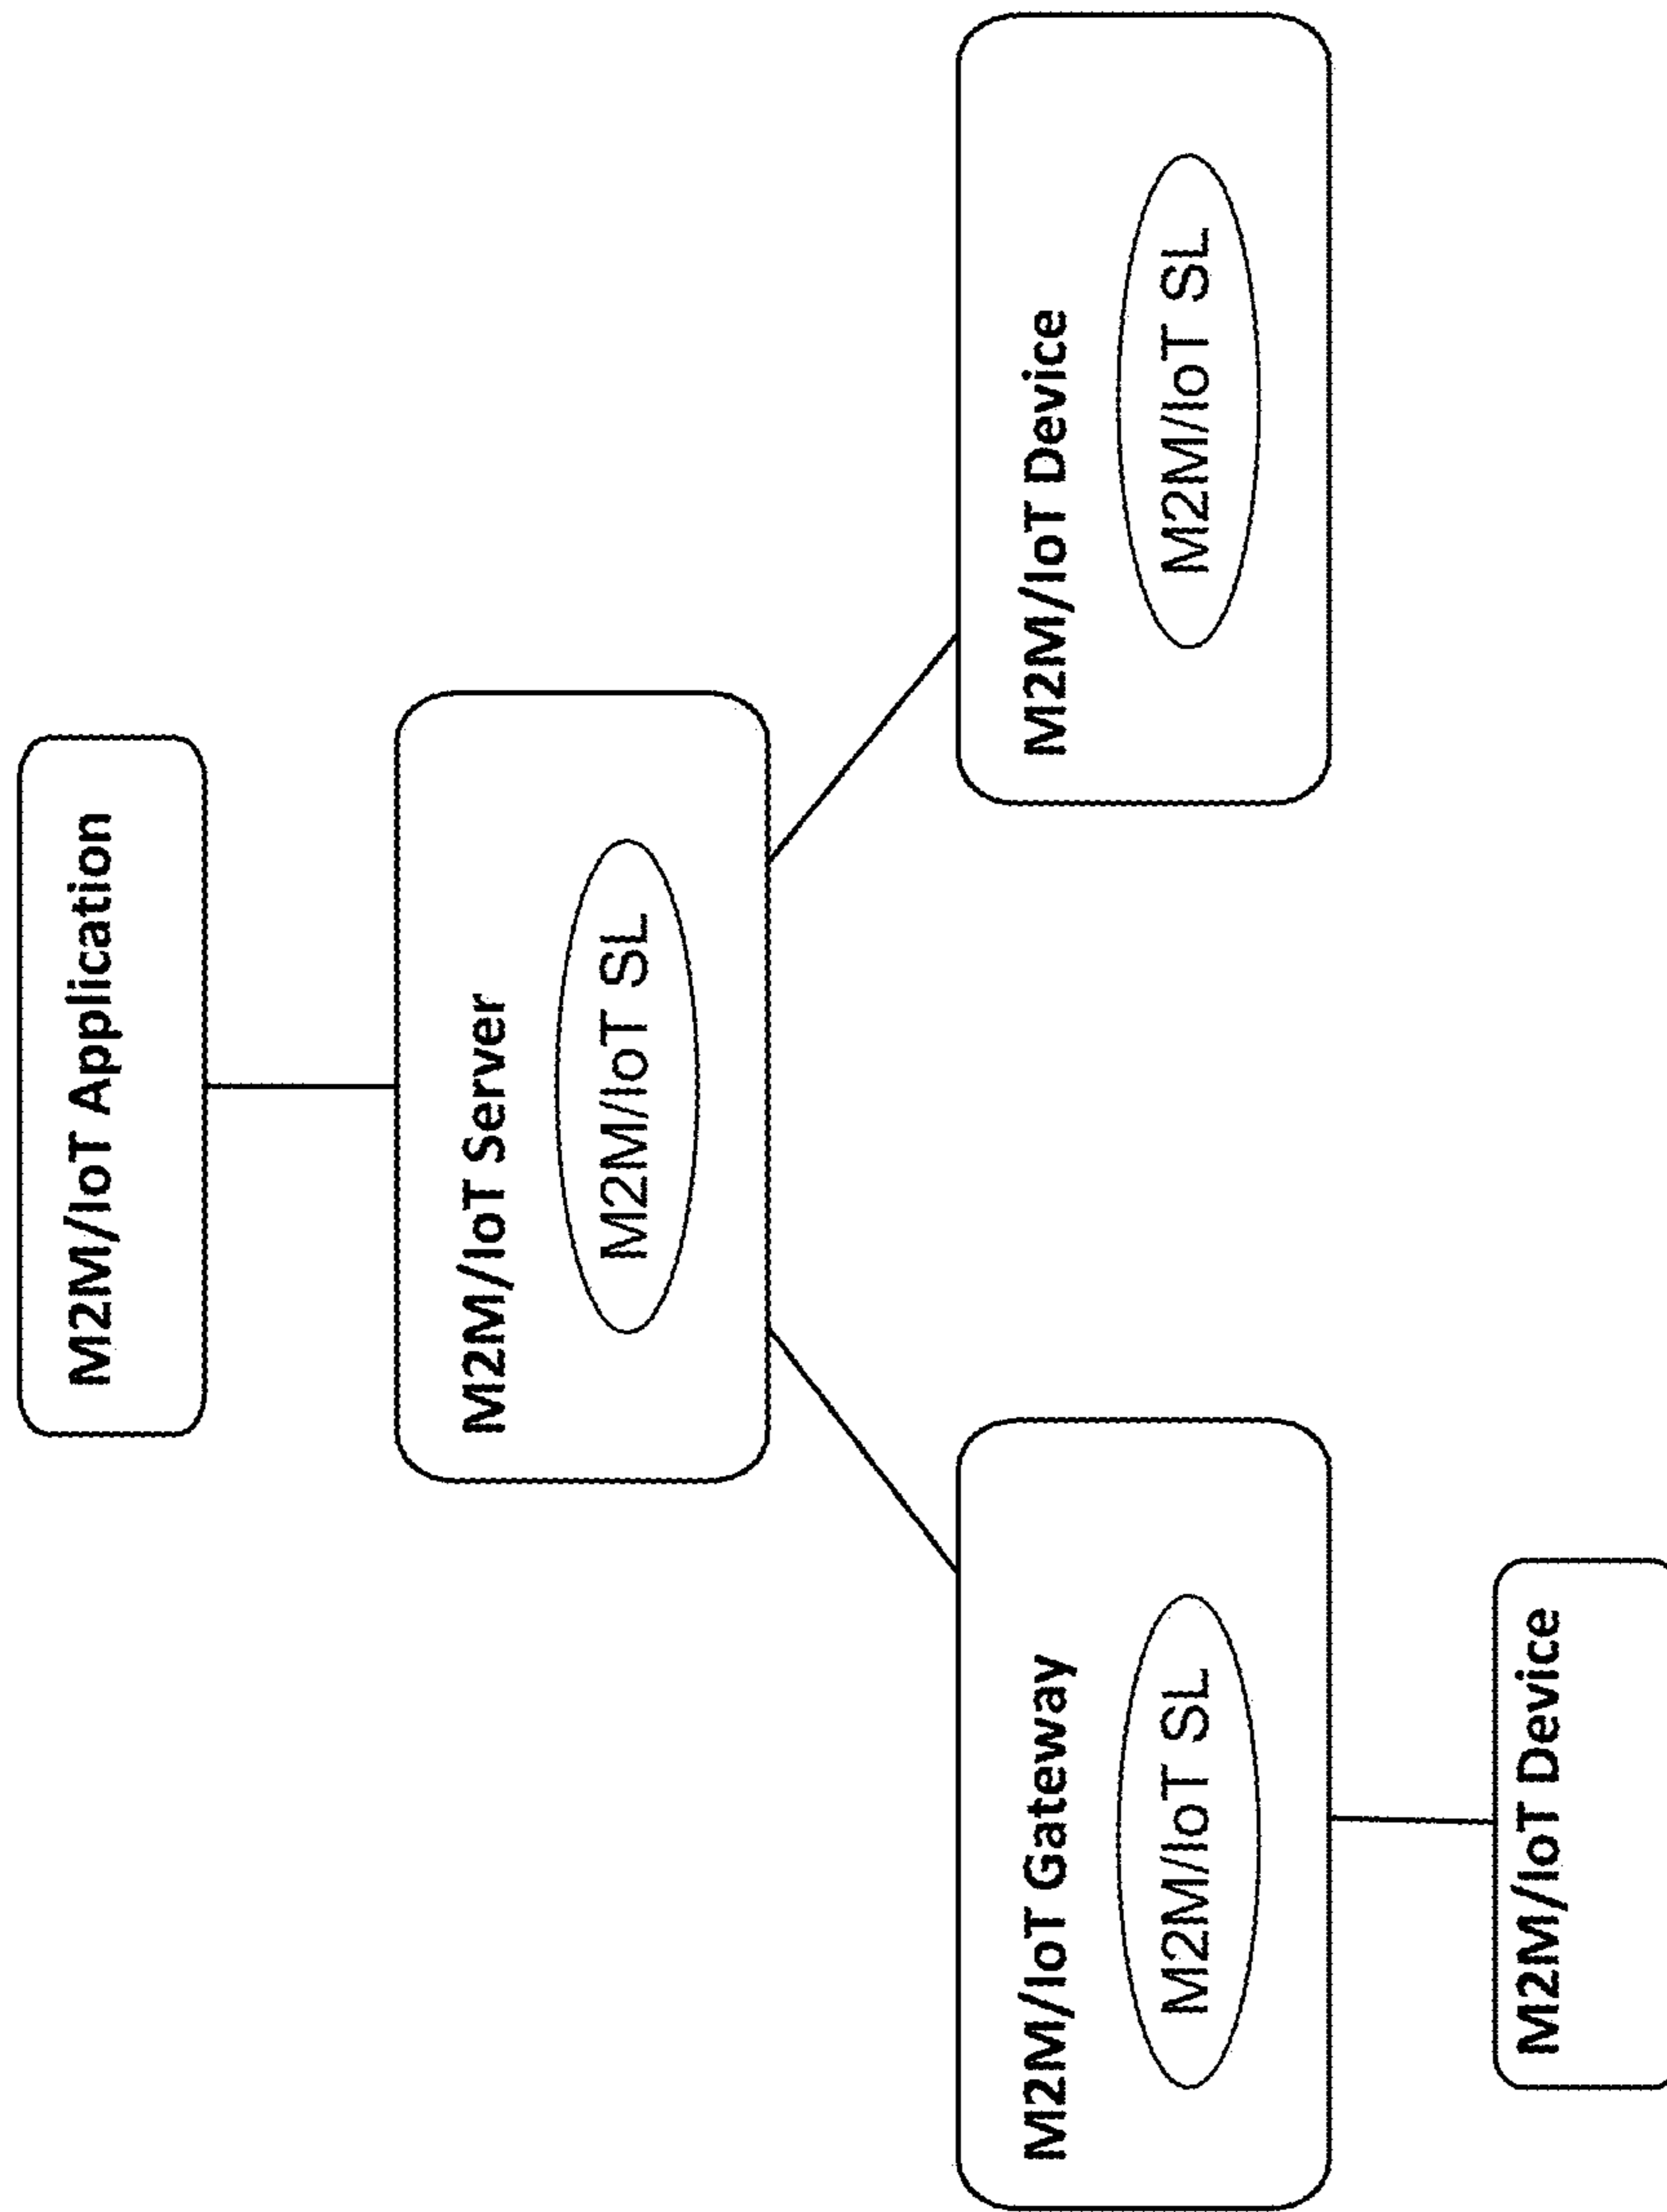 M2M/IoT Application
M2M/IoT Server
M2M/IoT SL
M2M/IoT Gateway
M2M/IoT SL
M2M/IoT Device
M2M/IoT SL
M2M/IoT Device